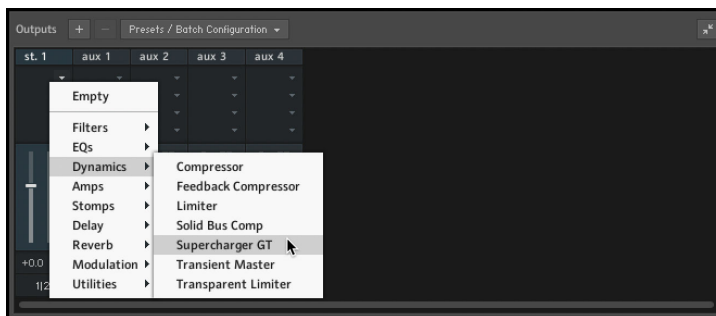 Outputs + − Presets / Batch Configuration
st. 1 aux 1 aux 2 aux 3 aux 4
Empty
Filters
EQs
Dynamics
Amps
Stomps
Delay
Reverb
Modulation
Utilities
Compressor
Feedback Compressor
Limiter
Solid Bus Comp
Supercharger GT
Transient Master
Transparent Limiter
+0.0
1|2